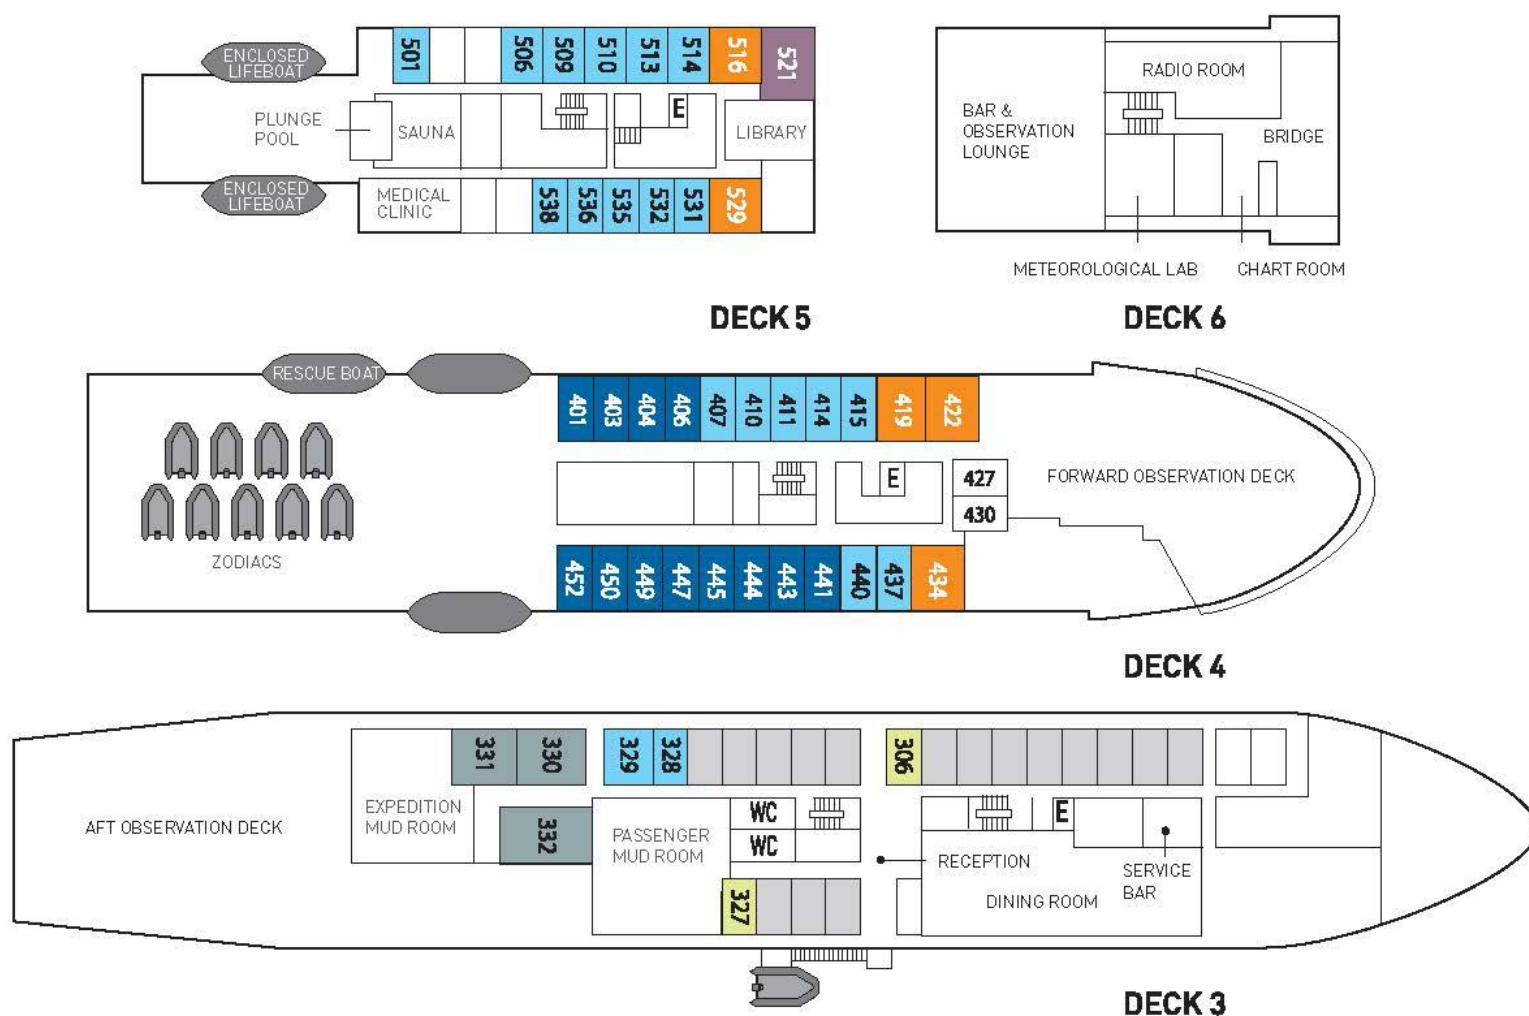 ENCLOSED
LIFEBOAT
501
506
509
510
513
514
516
521
PLUNGE
POOL
SAUNA
E
LIBRARY
ENCLOSED
LIFEBOAT
MEDICAL
CLINIC
538
536
535
532
531
529
DECK 5
RADIO ROOM
BAR &
OBSERVATION
LOUNGE
BRIDGE
METEOROLOGICAL LAB
CHART ROOM
DECK 6
RESCUE BOAT
401
403
404
406
407
410
411
414
415
419
422
E
427
430
FORWARD OBSERVATION DECK
ZODIACS
452
450
449
447
445
444
443
441
440
437
434
DECK 4
331
330
329
328
306
EXPEDITION
MUD ROOM
AFT OBSERVATION DECK
332
PASSENGER
MUD ROOM
WC
WC
E
RECEPTION
SERVICE
BAR
327
DINING ROOM
DECK 3